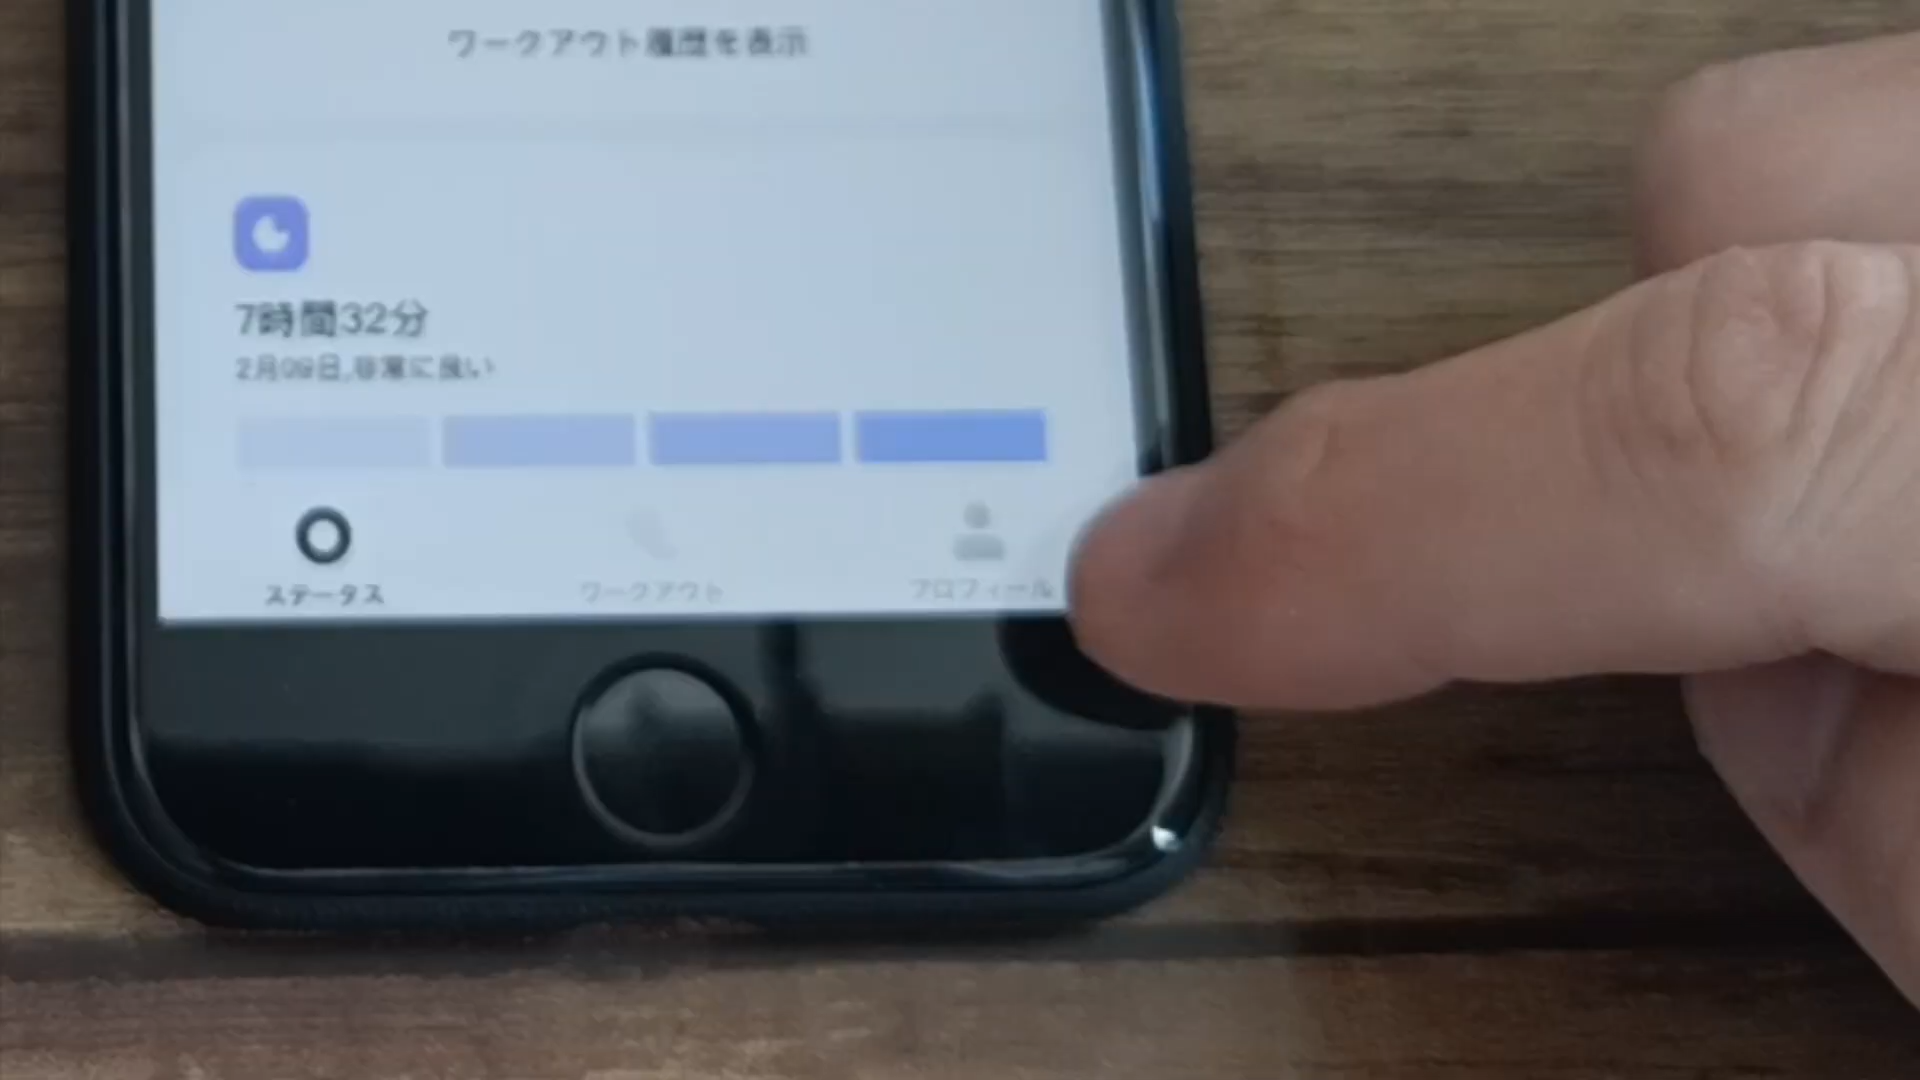 ワークアウト履歴を表示
7時間32分
2月09日,非常に良い
ステータス
ワークアウト
プロフィール